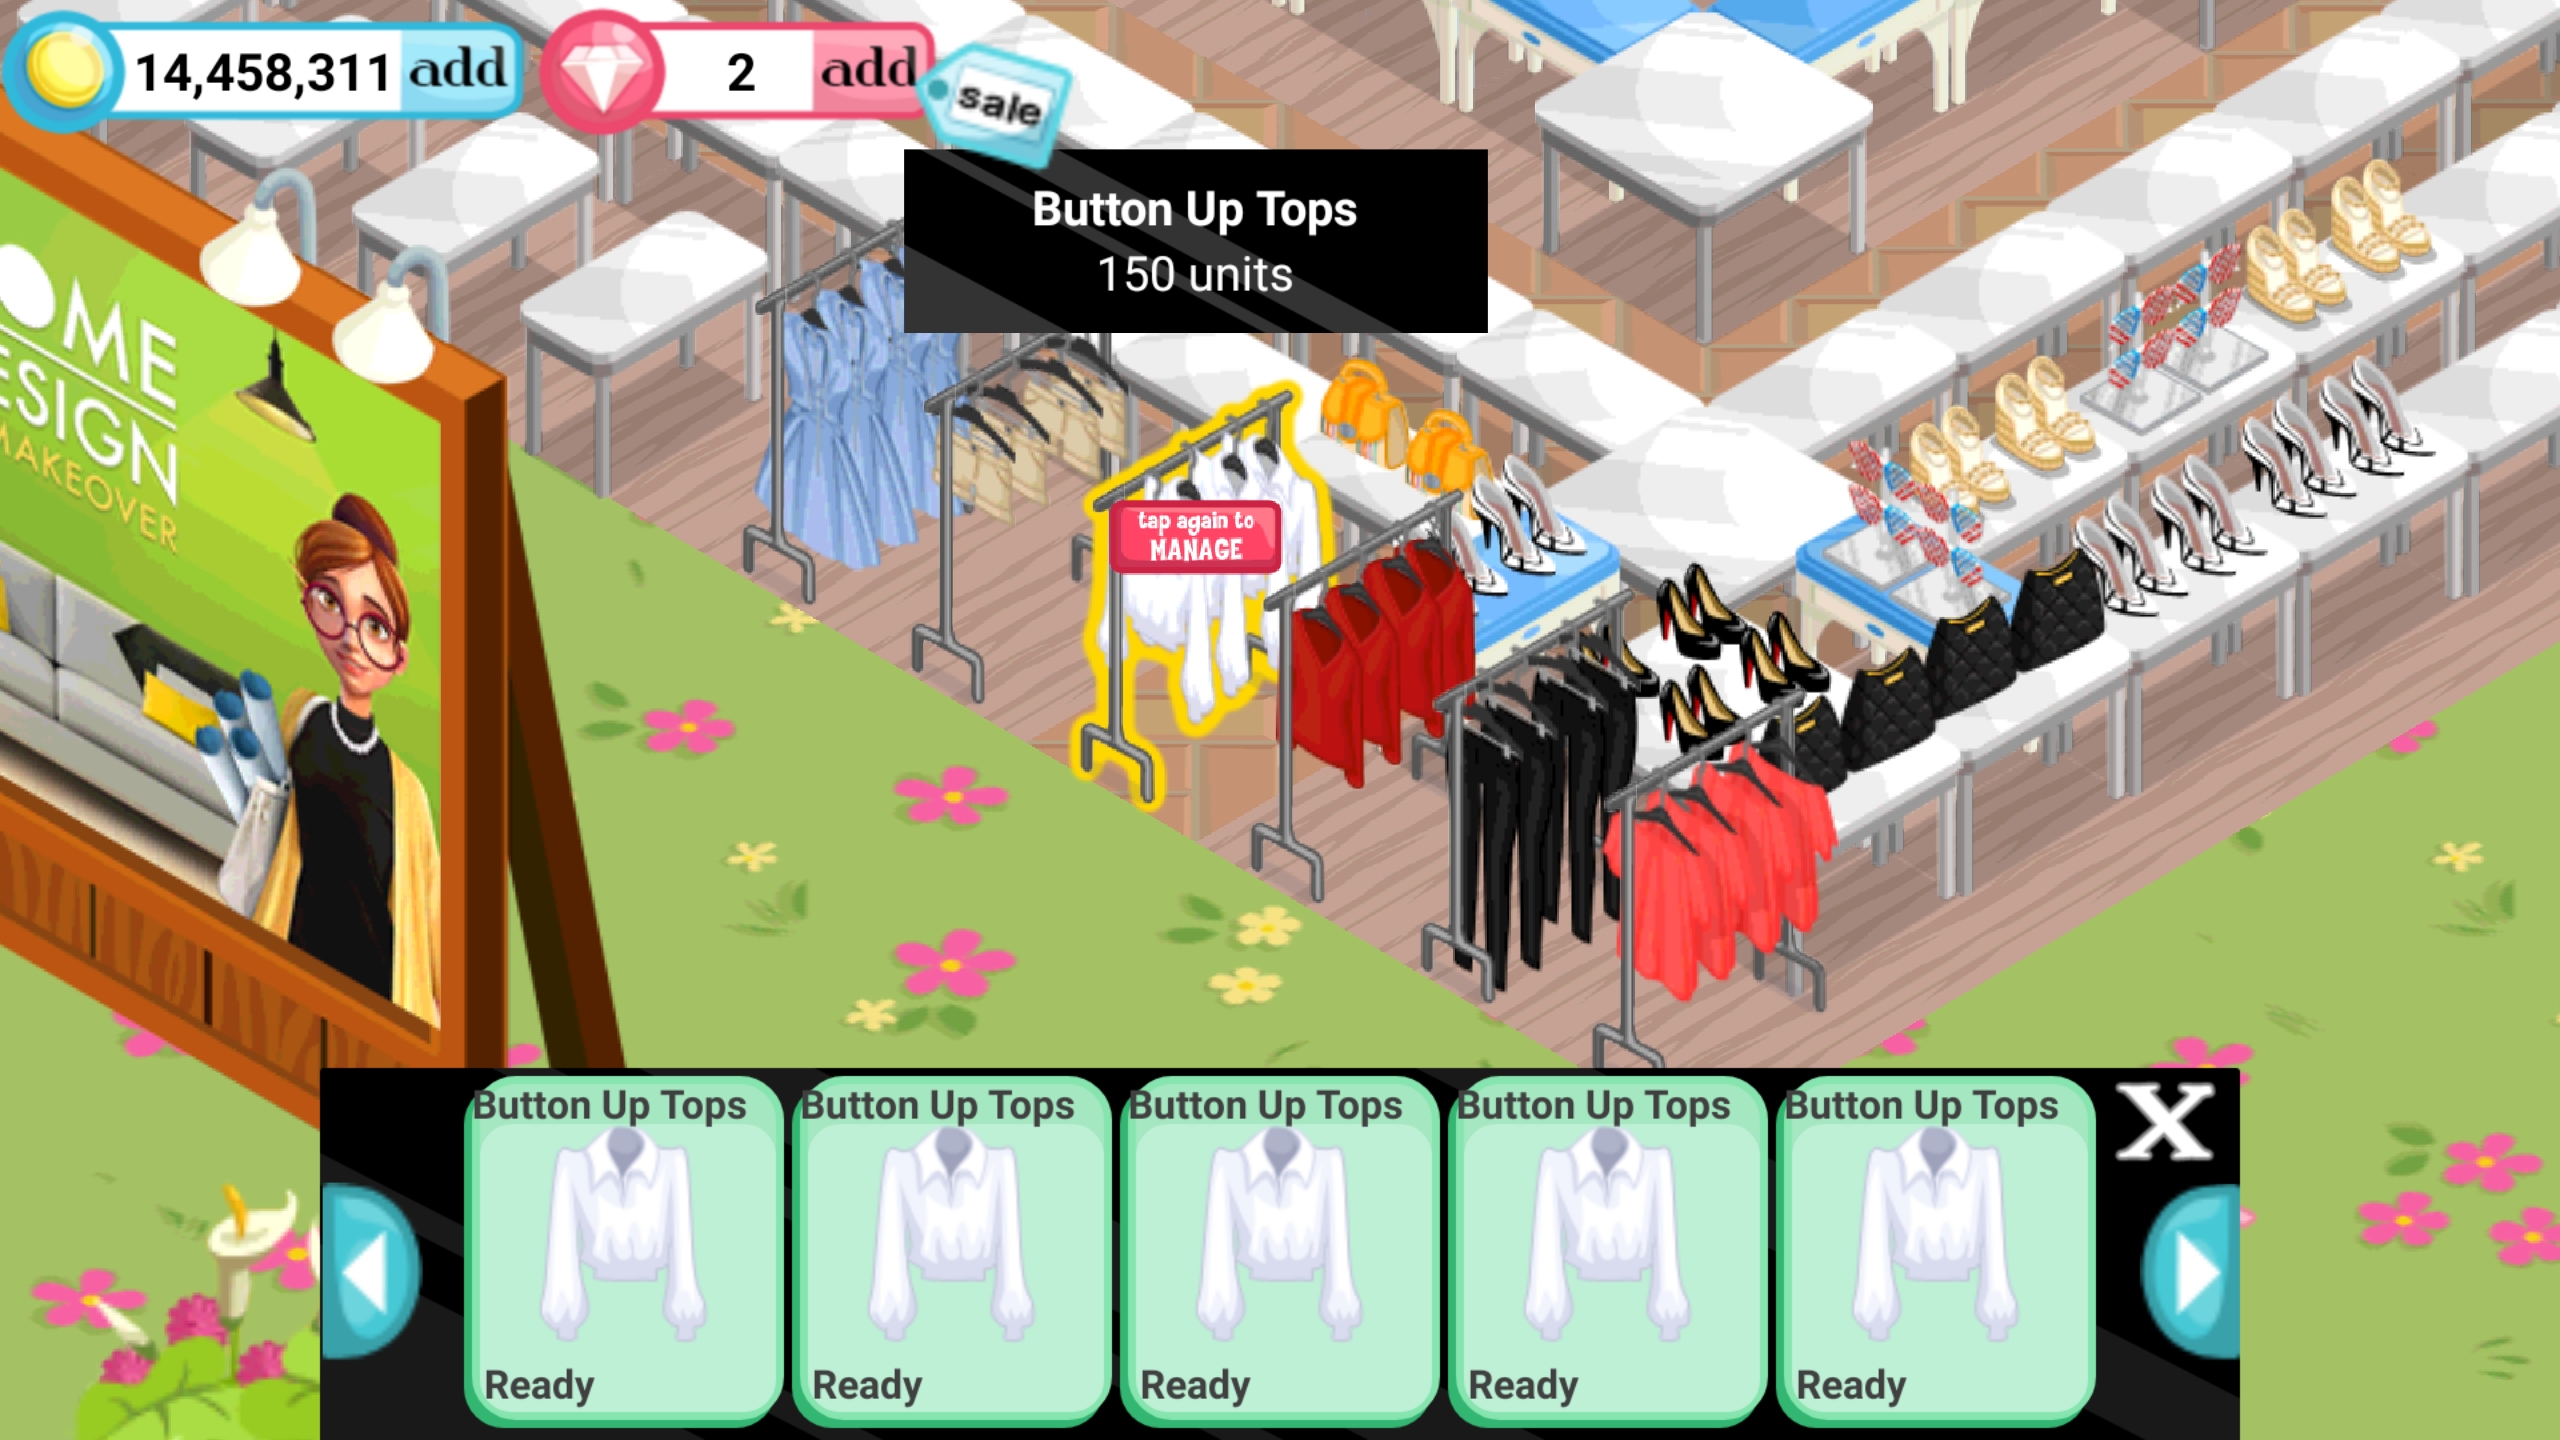 14,458,311 add
2 add
sale
Button Up Tops
150 units
OME
ESIGN
MAKEOVER
tap again to
MANAGE
Button Up Tops
Ready
Button Up Tops
Ready
Button Up Tops
Ready
Button Up Tops
Ready
Button Up Tops
Ready
X